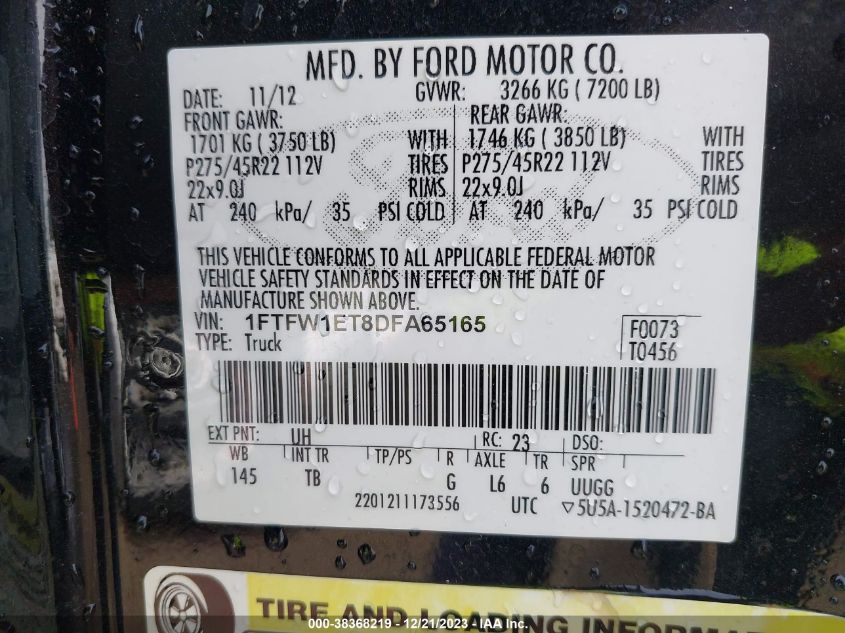 MFD. BY FORD MOTOR CO.
DATE: 11/12 GVWR: 3266 KG ( 7200 LB)
FRONT GAWR: REAR GAWR:
1701 KG ( 3750 LB) WITH 1746 KG ( 3850 LB) WITH
P275/45R22 112V TIRES P275/45R22 112V TIRES
22x9.0J RIMS 22x9.0J RIMS
AT 240 kPa/ 35 PSI COLD AT 240 kPa/ 35 PSI COLD
THIS VEHICLE CONFORMS TO ALL APPLICABLE FEDERAL MOTOR
VEHICLE SAFETY STANDARDS IN EFFECT ON THE DATE OF
MANUFACTURE SHOWN ABOVE.
VIN: 1FTFW1ET8DFA65165 F0073
TYPE: Truck T0456
EXT PNT: UH RC: 23 DSO:
WB INT TR TP/PS R AXLE TR SPR
145 TB G L6 6 UUGG
2201211173556 UTC ▽5U5A-1520472-BA
TIRE AND LOADING
000-38368219 - 12/21/2023 -